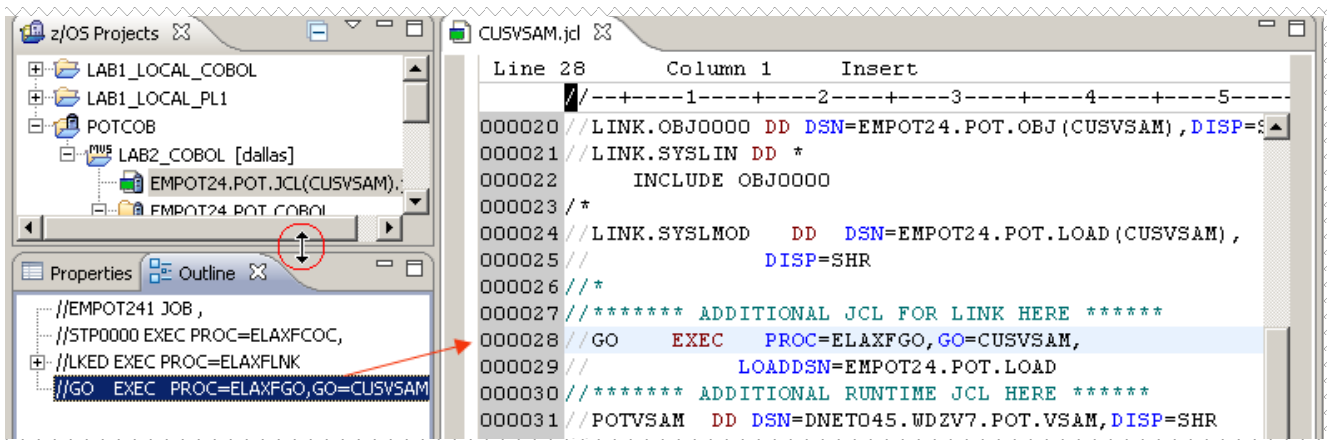 z/OS Projects
LAB1_LOCAL_COBOL
LAB1_LOCAL_PL1
POTCOB
MVS LAB2_COBOL [dallas]
EMPOT24.POT.JCL(CUSVSAM).
EMPOT24.POT.COBOL
Properties Outline
//EMPOT241 JOB ,
//STP0000 EXEC PROC=ELAXFCOC,
//LKED EXEC PROC=ELAXFLNK
//GO EXEC PROC=ELAXFGO,GO=CUSVSAM
CUSVSAM.jcl
Line 28 Column 1 Insert
//--+----1----+----2----+----3----+----4----+----5-----
000020 //LINK.OBJ0000 DD DSN=EMPOT24.POT.OBJ(CUSVSAM),DISP=S
000021 //LINK.SYSLIN DD *
000022 INCLUDE OBJ0000
000023 /*
000024 //LINK.SYSLMOD DD DSN=EMPOT24.POT.LOAD(CUSVSAM),
000025 // DISP=SHR
000026 //*
000027 //******* ADDITIONAL JCL FOR LINK HERE ******
000028 //GO EXEC PROC=ELAXFGO,GO=CUSVSAM,
000029 // LOADDSN=EMPOT24.POT.LOAD
000030 //******* ADDITIONAL RUNTIME JCL HERE ******
000031 //POTVSAM DD DSN=DNET045.WDZV7.POT.VSAM,DISP=SHR